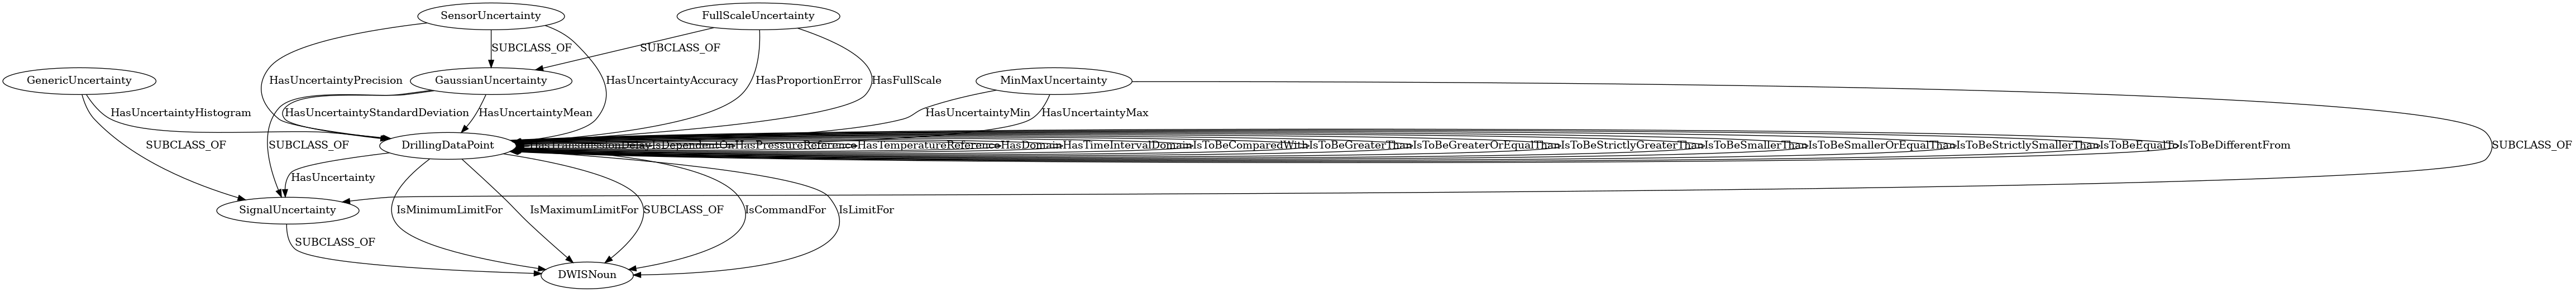 SensorUncertainty
FullScaleUncertainty
SUBCLASS_OF
SUBCLASS_OF
GenericUncertainty
HasUncertaintyPrecision
GaussianUncertainty
HasUncertaintyAccuracy
HasProportionError
HasFullScale
MinMaxUncertainty
HasUncertaintyHistogram
HasUncertaintyStandardDeviation
HasUncertaintyMean
HasUncertaintyMin
HasUncertaintyMax
SUBCLASS_OF
SUBCLASS_OF
DrillingDataPoint
HasTransmissionDelay
IsDependentOn
HasPressureReference
HasTemperatureReference
HasDomain
HasTimeIntervalDomain
IsToBeComparedWith
IsToBeGreaterThan
IsToBeGreaterOrEqualThan
IsToBeStrictlyGreaterThan
IsToBeSmallerThan
IsToBeSmallerOrEqualThan
IsToBeStrictlySmallerThan
IsToBeEqualTo
IsToBeDifferentFrom
SUBCLASS_OF
HasUncertainty
SignalUncertainty
IsMinimumLimitFor
IsMaximumLimitFor
SUBCLASS_OF
IsCommandFor
IsLimitFor
SUBCLASS_OF
DWISNoun